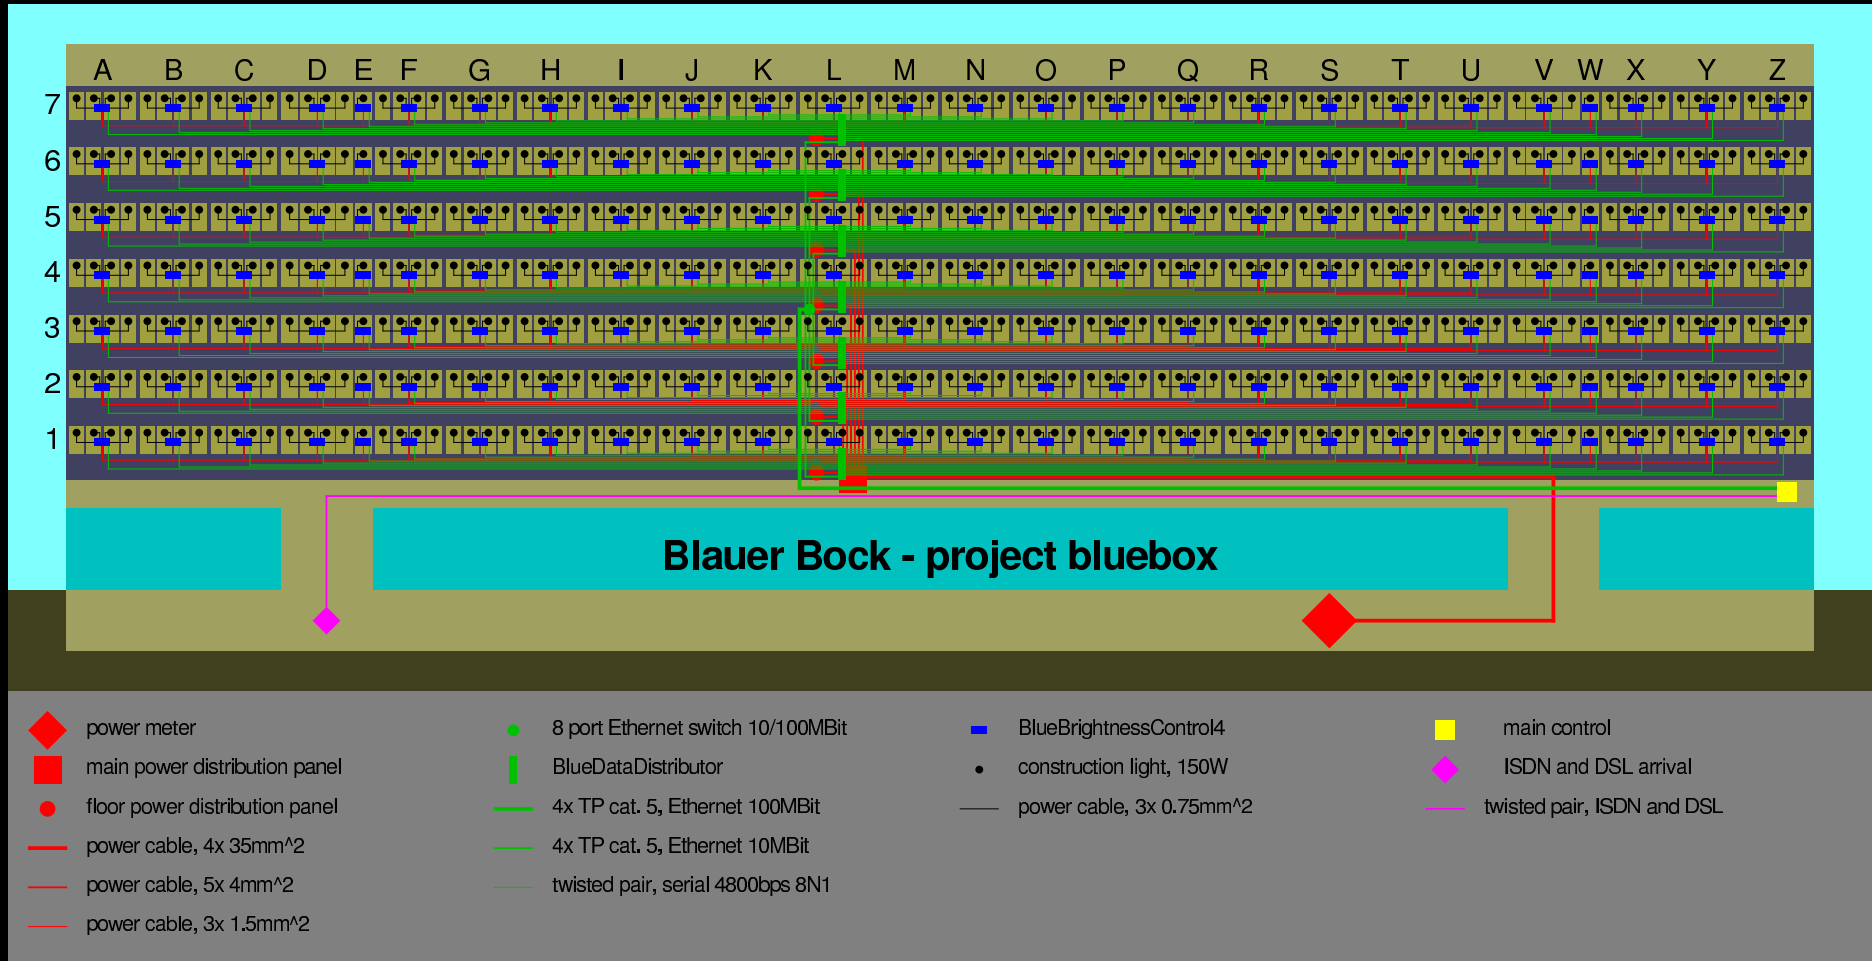 A B C D E F G H I J K L M N O P Q R S T U V W X Y Z
7
6
5
4
3
2
1
Blauer Bock - project bluebox
power meter
main power distribution panel
floor power distribution panel
power cable, 4x 35mm^2
power cable, 5x 4mm^2
power cable, 3x 1.5mm^2
8 port Ethernet switch 10/100MBit
BlueDataDistributor
4x TP cat. 5, Ethernet 100MBit
4x TP cat. 5, Ethernet 10MBit
twisted pair, serial 4800bps 8N1
BlueBrightnessControl4
construction light, 150W
power cable, 3x 0.75mm^2
main control
ISDN and DSL arrival
twisted pair, ISDN and DSL